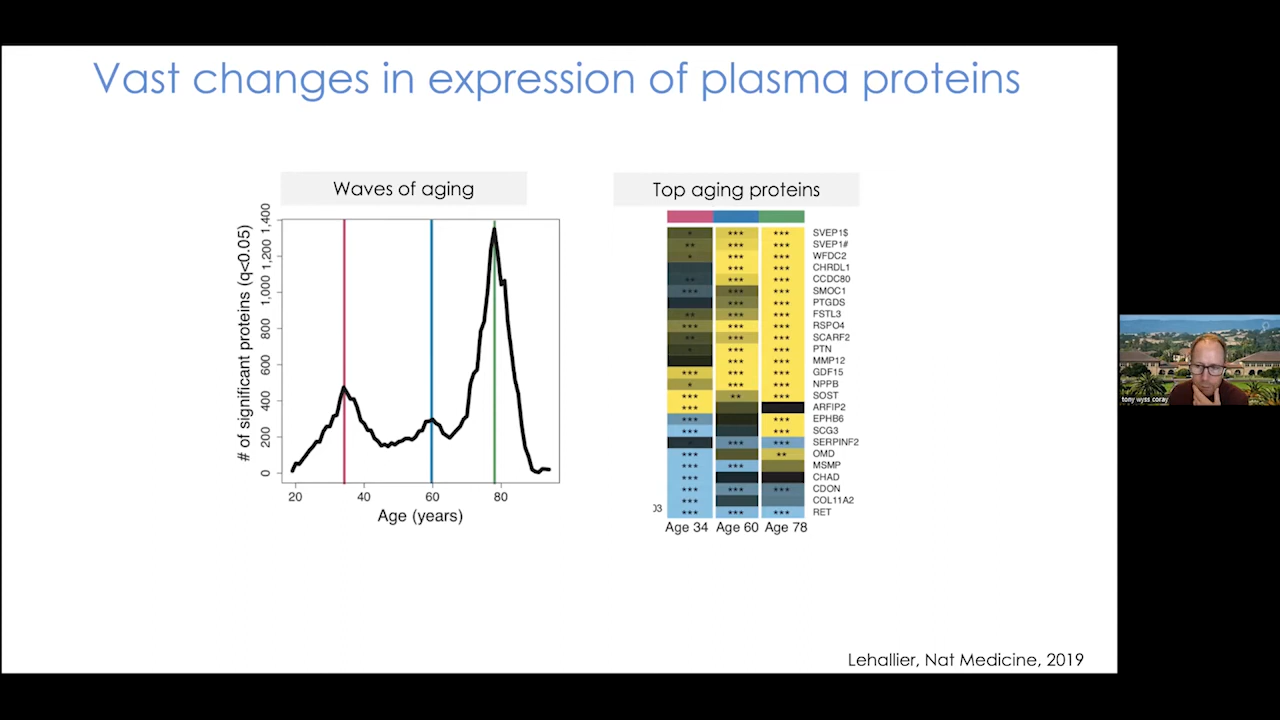 Vast changes in expression of plasma proteins
Waves of aging
# of significant proteins (q<0.05)
1,400
1,200
1,000
800
600
400
200
0
20 40 60 80
Age (years)
Top aging proteins
* *** *** SVEP1$
** *** *** SVEP1#
* *** *** WFDC2
*** *** CHRDL1
** *** *** CCDC80
*** *** *** SMOC1
*** *** PTGDS
** *** *** FSTL3
*** *** *** RSPO4
** *** *** SCARF2
* *** *** PTN
*** *** MMP12
*** *** *** GDF15
* *** *** NPPB
*** ** *** SOST
*** ARFIP2
*** *** EPHB6
*** *** SCG3
* *** *** SERPINF2
*** ** OMD
*** *** MSMP
*** CHAD
*** *** *** CDON
*** COL11A2
*** *** *** RET
Age 34 Age 60 Age 78
Lehallier, Nat Medicine, 2019
tony wyss coray